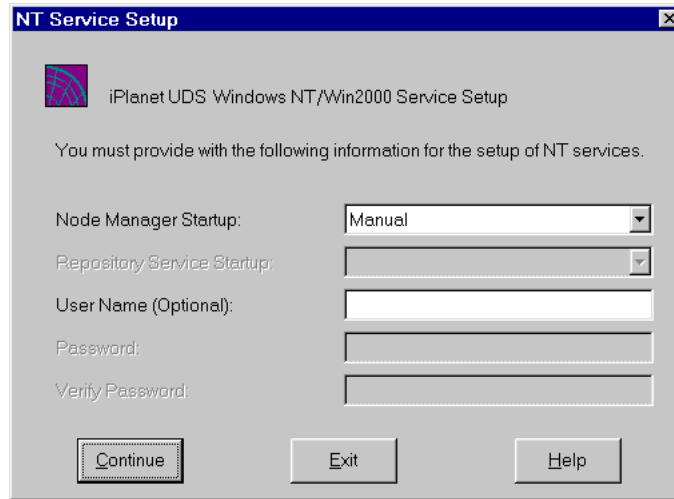 NT Service Setup
iPlanet UDS Windows NT/Win2000 Service Setup
You must provide with the following information for the setup of NT services.
Node Manager Startup: Manual
Repository Service Startup:
User Name (Optional):
Password:
Verify Password:
Continue Exit Help